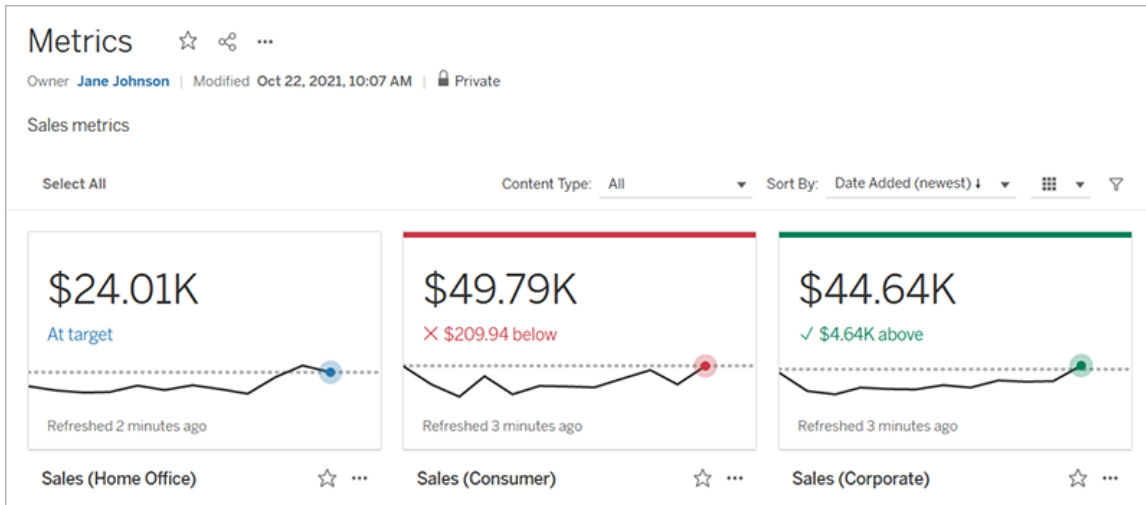 Metrics
Owner Jane Johnson | Modified Oct 22, 2021, 10:07 AM | Private
Sales metrics
Select All Content Type: All Sort By: Date Added (newest) ↓
$24.01K $49.79K $44.64K
At target × $209.94 below ✓ $4.64K above
Refreshed 2 minutes ago Refreshed 3 minutes ago Refreshed 3 minutes ago
Sales (Home Office) Sales (Consumer) Sales (Corporate)